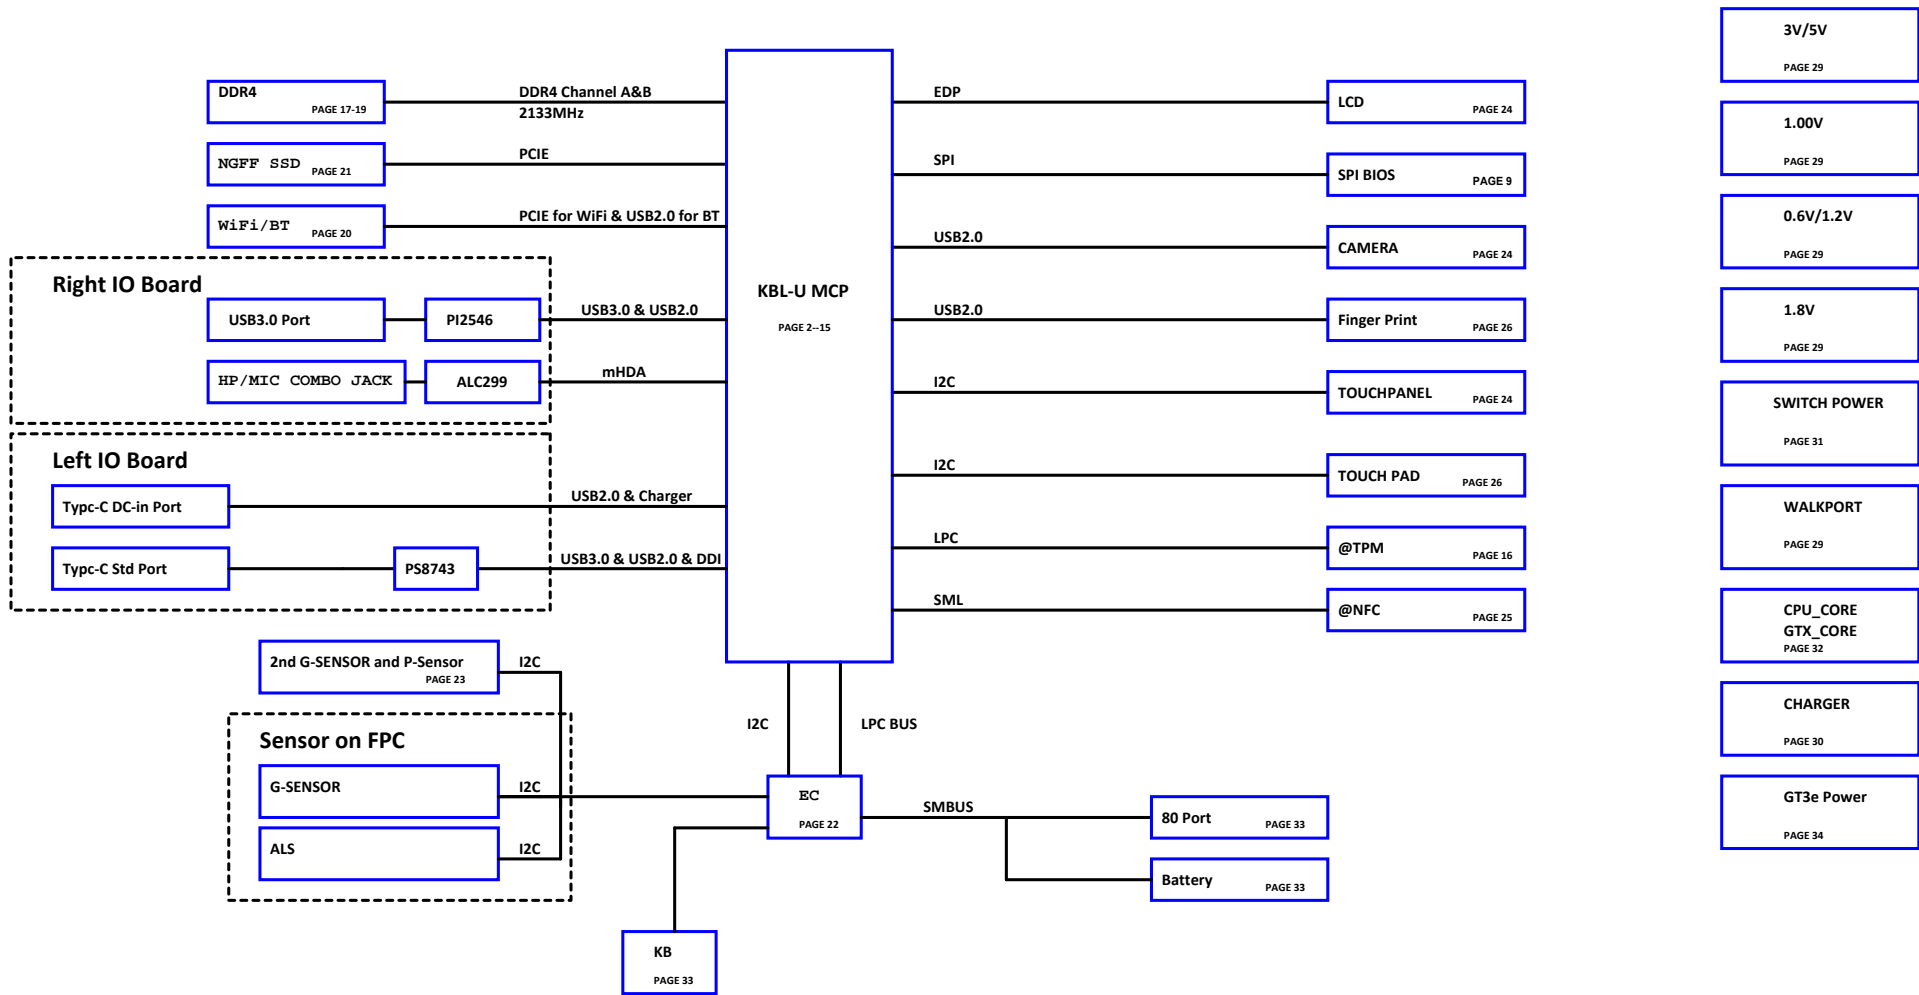 DDR4
PAGE 17-19
DDR4 Channel A&B
2133MHz
NGFF SSD
PAGE 21
PCIE
WiFi/BT
PAGE 20
PCIE for WiFi & USB2.0 for BT
Right IO Board
USB3.0 Port
PI2546
USB3.0 & USB2.0
HP/MIC COMBO JACK
ALC299
mHDA
Left IO Board
Typc-C DC-in Port
USB2.0 & Charger
Typc-C Std Port
PS8743
USB3.0 & USB2.0 & DDI
2nd G-SENSOR and P-Sensor
PAGE 23
I2C
Sensor on FPC
G-SENSOR
I2C
ALS
I2C
KBL-U MCP
PAGE 2--15
I2C
LPC BUS
EC
PAGE 22
KB
PAGE 33
SMBUS
80 Port
PAGE 33
Battery
PAGE 33
EDP
LCD
PAGE 24
SPI
SPI BIOS
PAGE 9
USB2.0
CAMERA
PAGE 24
USB2.0
Finger Print
PAGE 26
I2C
TOUCHPANEL
PAGE 24
I2C
TOUCH PAD
PAGE 26
LPC
@TPM
PAGE 16
SML
@NFC
PAGE 25
3V/5V
PAGE 29
1.00V
PAGE 29
0.6V/1.2V
PAGE 29
1.8V
PAGE 29
SWITCH POWER
PAGE 31
WALKPORT
PAGE 29
CPU_CORE
GTX_CORE
PAGE 32
CHARGER
PAGE 30
GT3e Power
PAGE 34